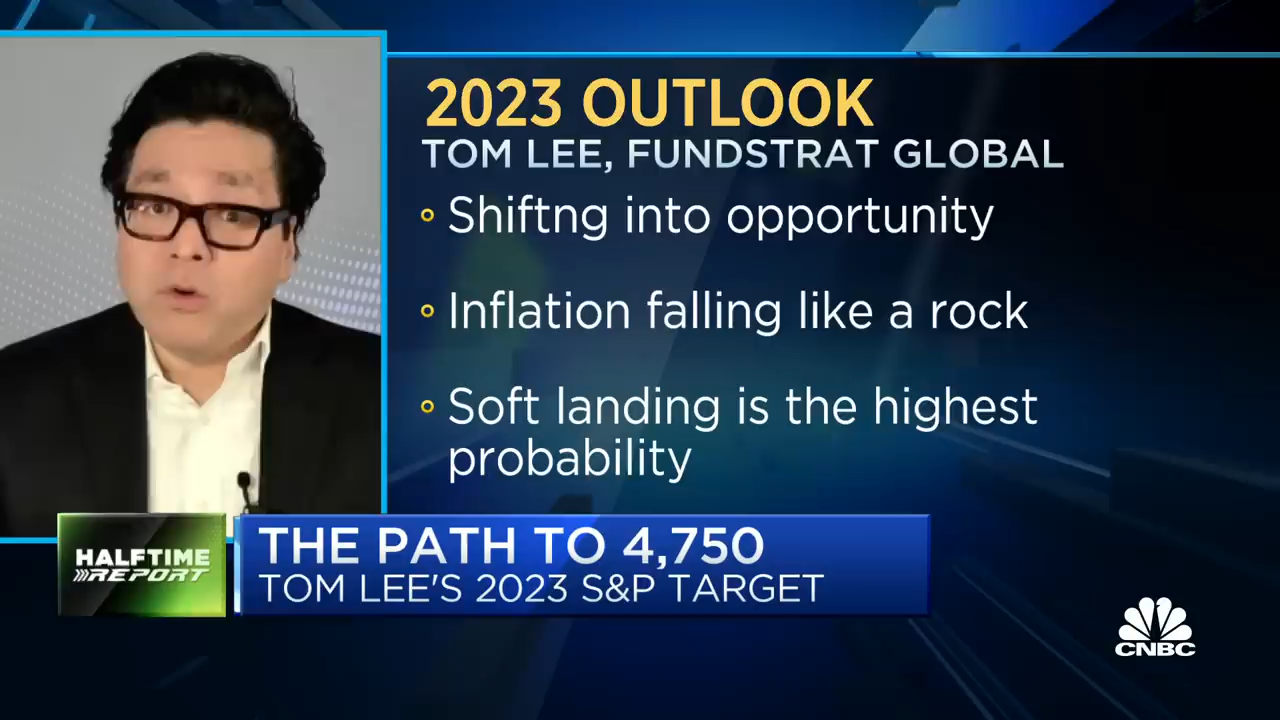 2023 OUTLOOK
TOM LEE, FUNDSTRAT GLOBAL
Shiftng into opportunity
Inflation falling like a rock
Soft landing is the highest
probability
HALFTIME
REPORT
THE PATH TO 4,750
TOM LEE'S 2023 S&P TARGET
CNBC